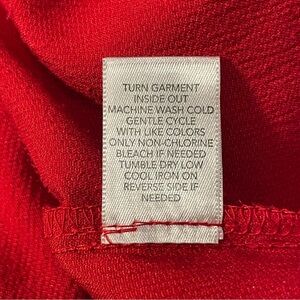 TURN GARMENT
INSIDE OUT
MACHINE WASH COLD
GENTLE CYCLE
WITH LIKE COLORS
ONLY NON-CHLORINE
BLEACH IF NEEDED
TUMBLE DRY LOW
COOL IRON ON
REVERSE SIDE IF
NEEDED